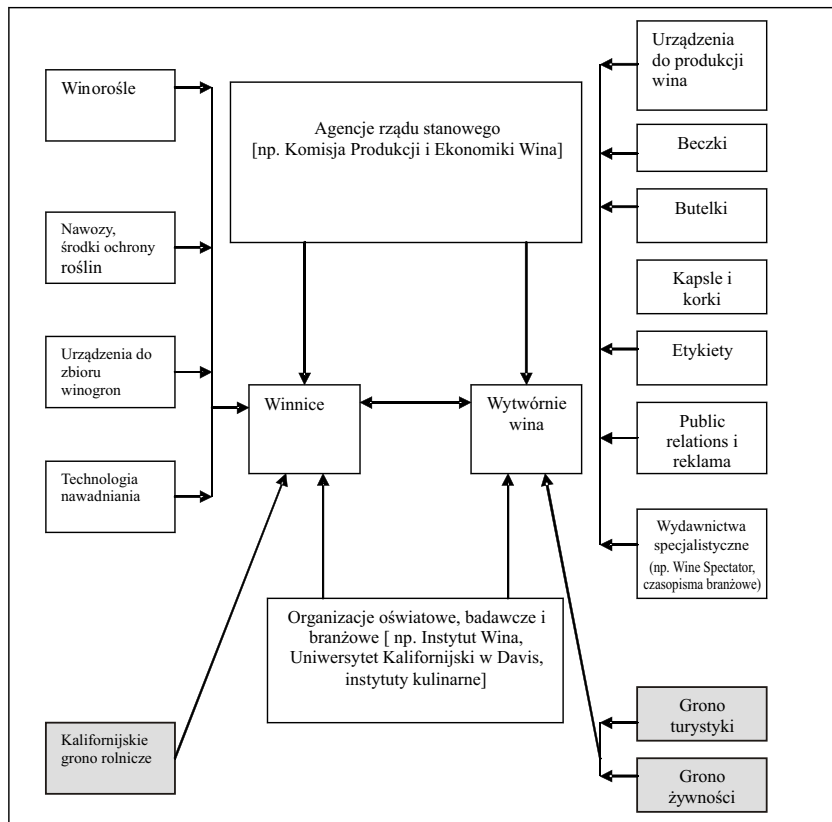 Winorośle
Nawozy,
środki ochrony
roślin
Urządzenia do
zbioru
winogron
Technologia
nawadniania
Kalifornijskie
grono rolnicze
Agencje rządu stanowego
[np. Komisja Produkcji i Ekonomiki Wina]
Winnice
Wytwórnie
wina
Organizacje oświatowe, badawcze i
branżowe [ np. Instytut Wina,
Uniwersytet Kalifornijski w Davis,
instytuty kulinarne]
Urządzenia
do produkcji
wina
Beczki
Butelki
Kapsle i
korki
Etykiety
Public
relations i
reklama
Wydawnictwa
specjalistyczne
(np. Wine Spectator,
czasopisma branżowe)
Grono
turystyki
Grono
żywności